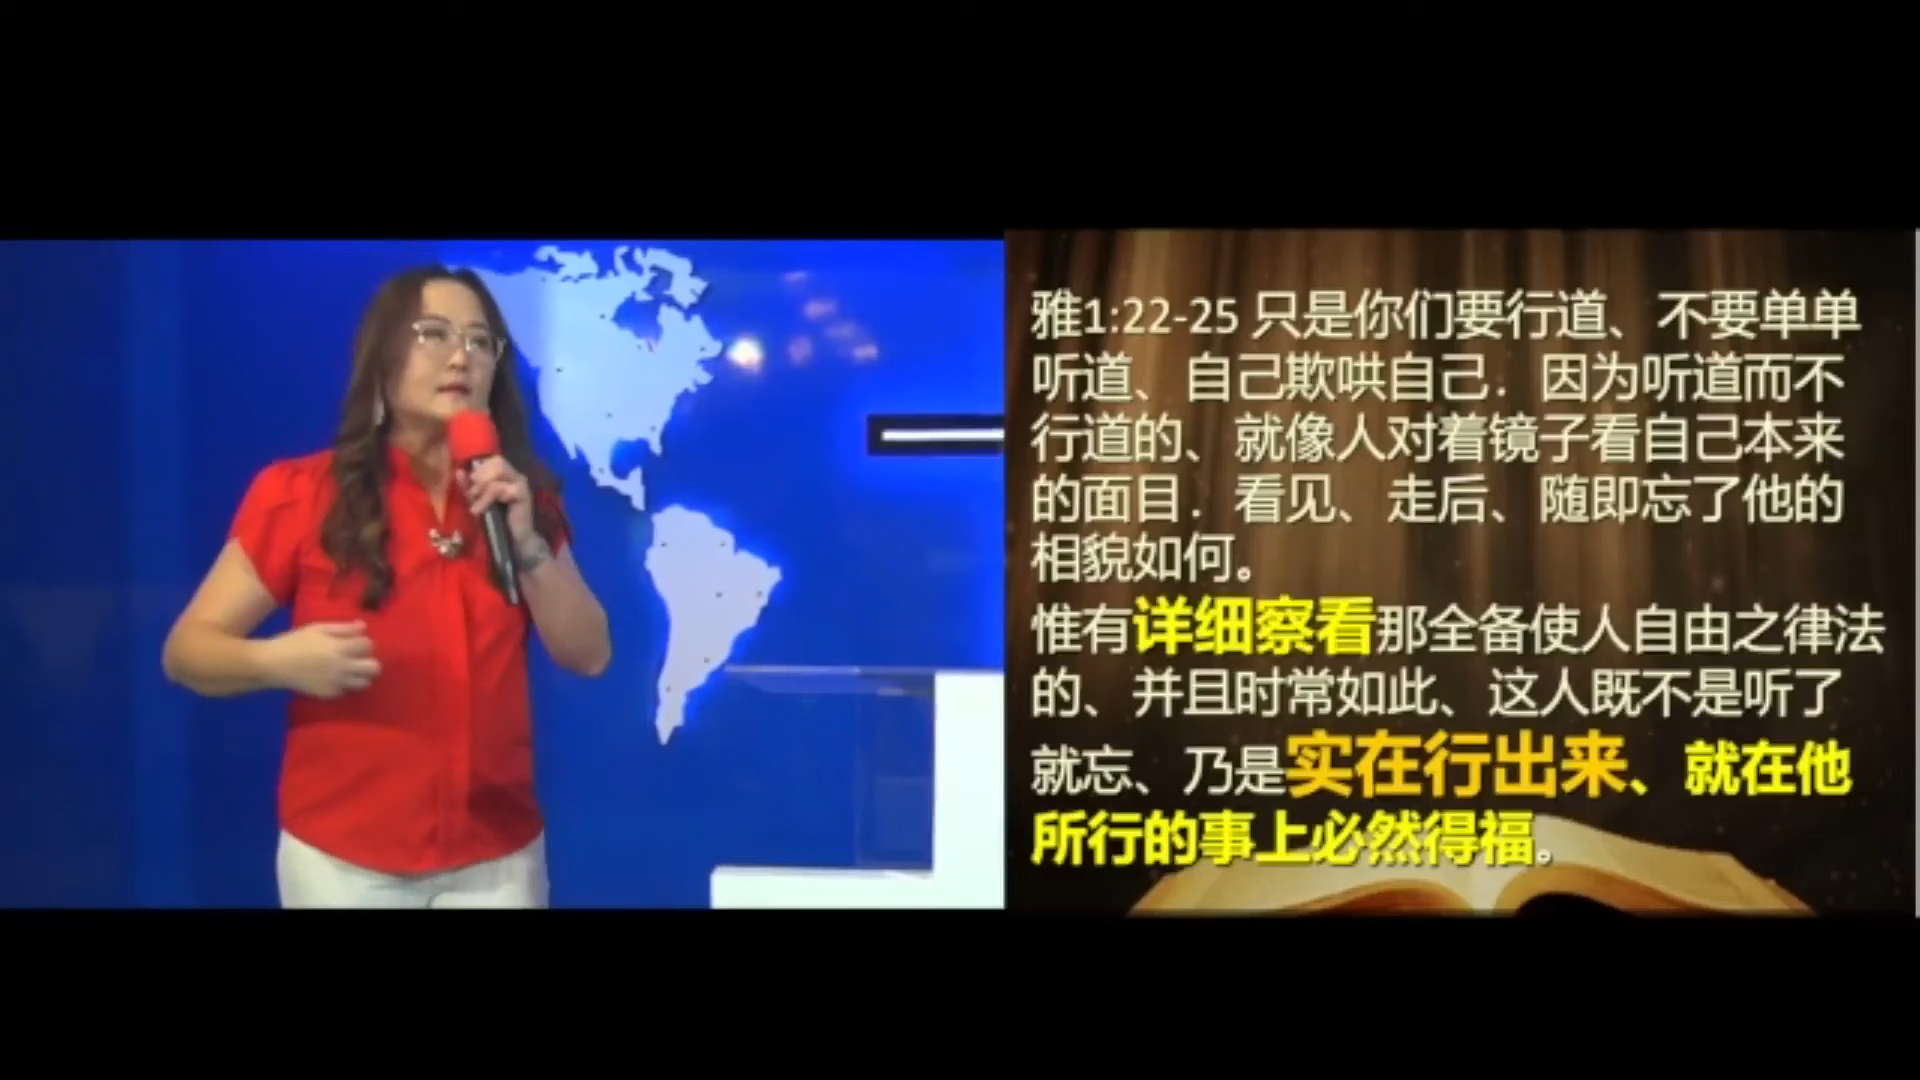 雅1:22-25 只是你们要行道、不要单单
听道、自己欺哄自己．因为听道而不
行道的、就像人对着镜子看自己本来
的面目．看见、走后、随即忘了他的
相貌如何。
惟有详细察看那全备使人自由之律法
的、并且时常如此、这人既不是听了
就忘、乃是实在行出来、就在他
所行的事上必然得福。